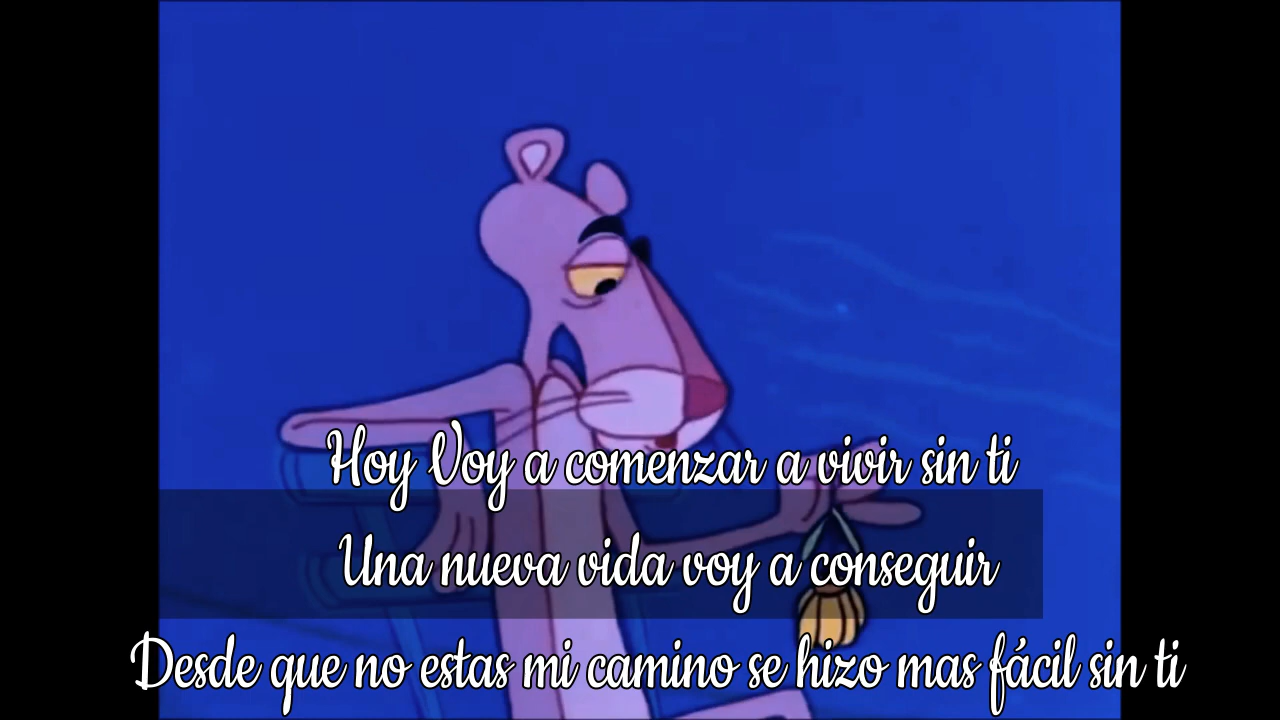 Hoy Voy a comenzar a vivir sin ti
Una nueva vida voy a conseguir
Desde que no estas mi camino se hizo mas fácil sin ti